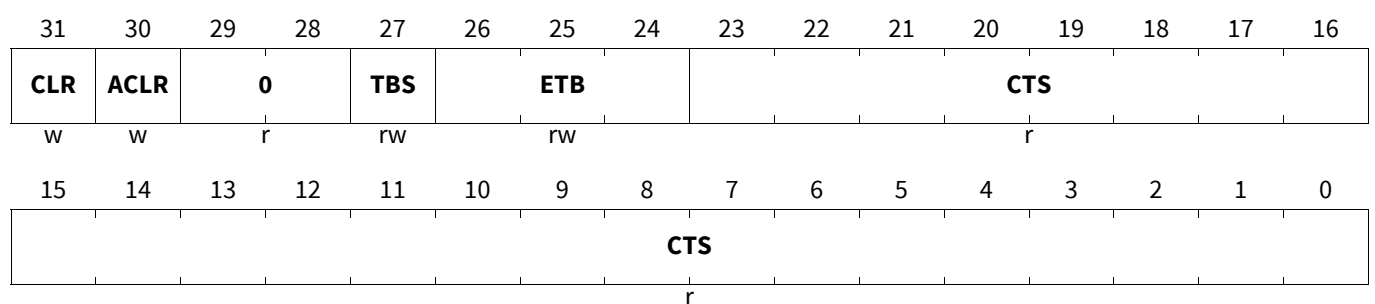 31 30 29 28 27 26 25 24 23 22 21 20 19 18 17 16
CLR ACLR 0 TBS ETB CTS
w w r rw rw r
15 14 13 12 11 10 9 8 7 6 5 4 3 2 1 0
CTS
r